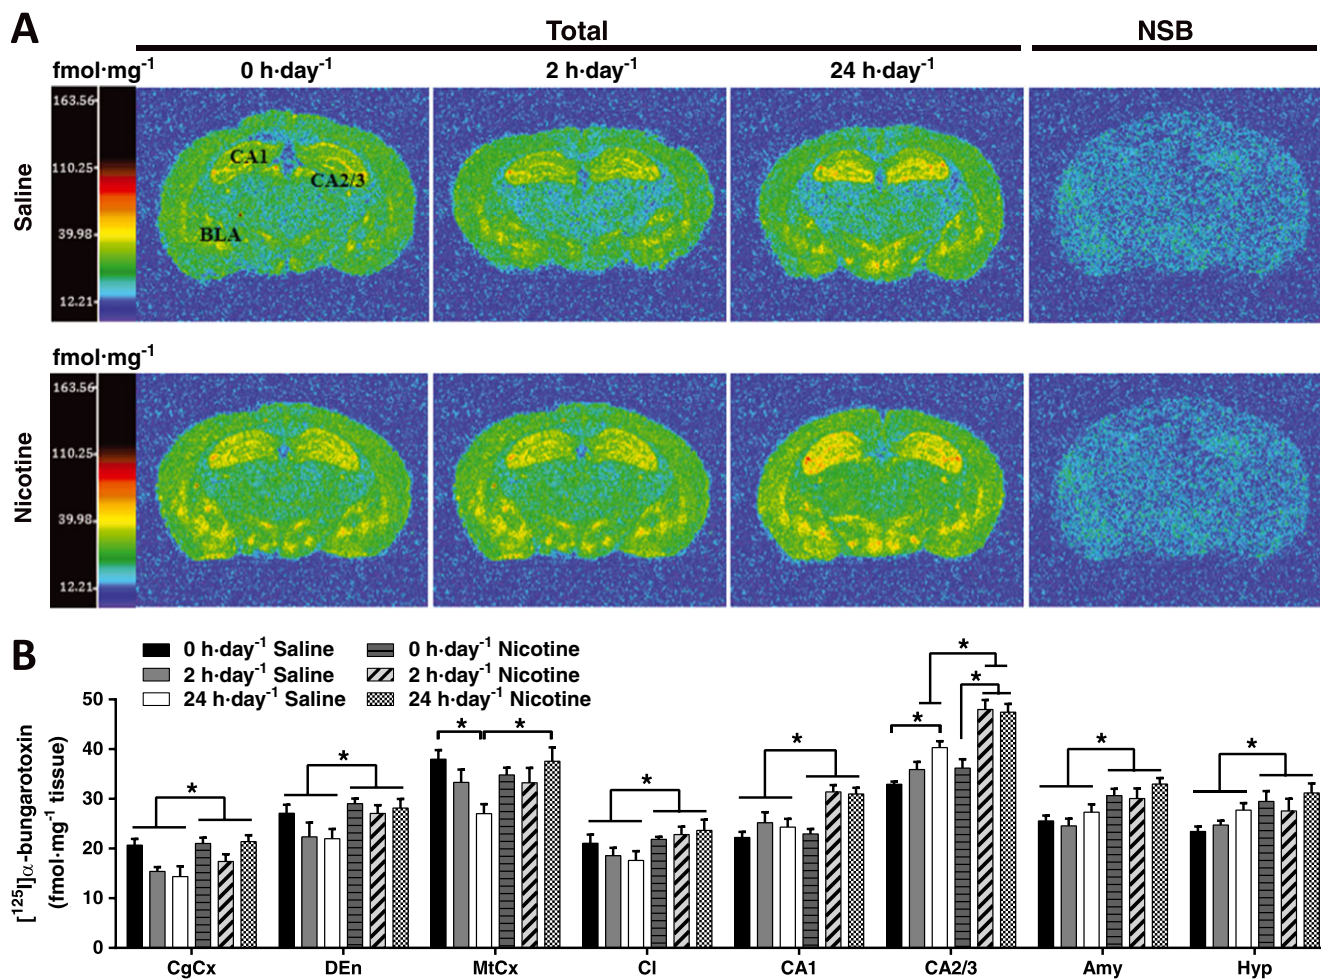 A
Total NSB
fmol·mg⁻¹ 0 h·day⁻¹ 2 h·day⁻¹ 24 h·day⁻¹
Saline
163.56
110.25
39.98
12.21
CA1
CA2/3
BLA
fmol·mg⁻¹
Nicotine
163.56
110.25
39.98
12.21
B
0 h·day⁻¹ Saline 0 h·day⁻¹ Nicotine
2 h·day⁻¹ Saline 2 h·day⁻¹ Nicotine
24 h·day⁻¹ Saline 24 h·day⁻¹ Nicotine
[¹²⁵I]α-bungarotoxin
(fmol·mg⁻¹ tissue)
50
40
30
20
10
0
* * * * * * * * * * *
CgCx DEn MtCx Cl CA1 CA2/3 Amy Hyp